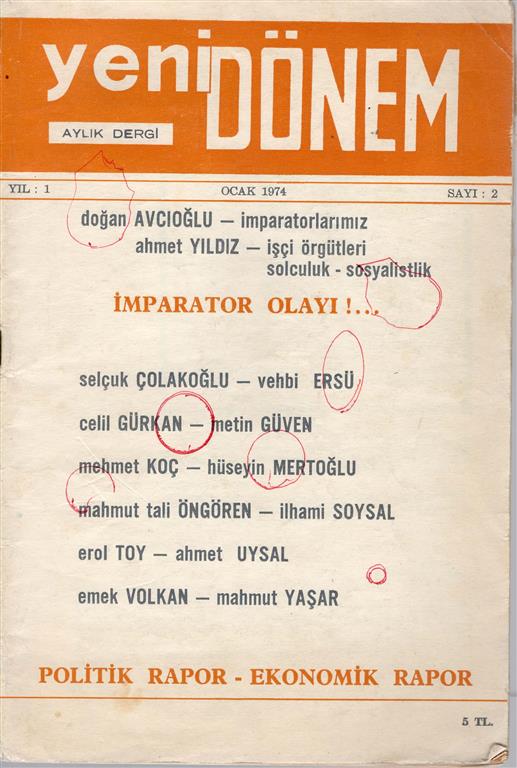 yeni DÖNEM
AYLIK DERGİ
YIL : 1 OCAK 1974 SAYI : 2
doğan AVCIOĞLU — imparatorlarımız
ahmet YILDIZ — işçi örgütleri
solculuk - sosyalistlik
İMPARATOR OLAYI !...
selçuk ÇOLAKOĞLU — vehbi ERSÜ
celil GÜRKAN — metin GÜVEN
mehmet KOÇ — hüseyin MERTOĞLU
mahmut tali ÖNGÖREN — ilhami SOYSAL
erol TOY — ahmet UYSAL
emek VOLKAN — mahmut YAŞAR
POLİTİK RAPOR - EKONOMİK RAPOR
5 TL.